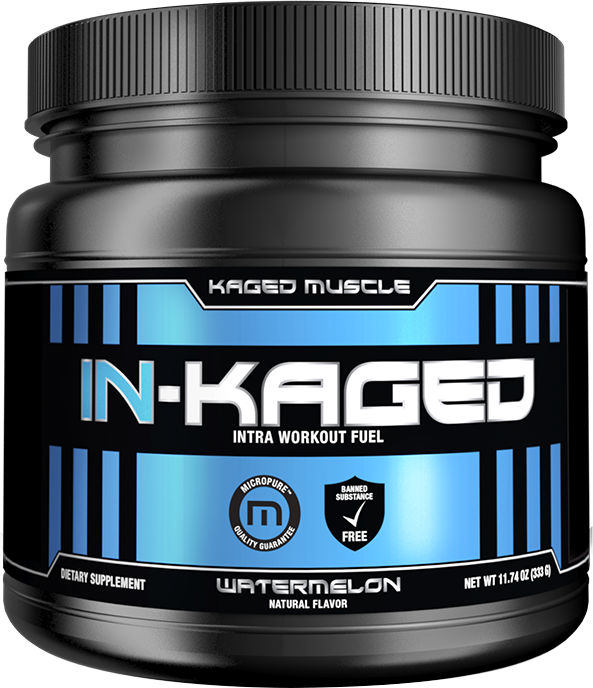 KAGED MUSCLE
IN-KAGED
INTRA WORKOUT FUEL
MICROPURE™
M
QUALITY GUARANTEE
BANNED
SUBSTANCE
FREE
DIETARY SUPPLEMENT
WATERMELON
NATURAL FLAVOR
NET WT 11.74 OZ (333 G)